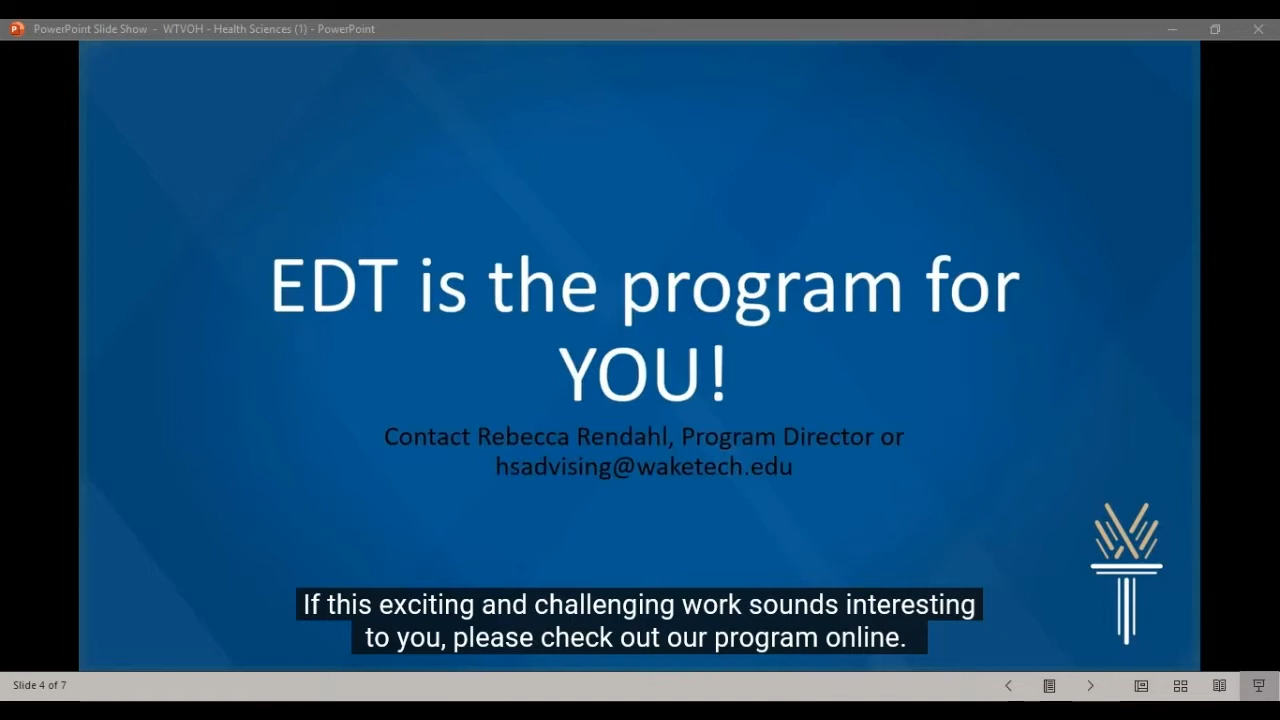 PowerPoint Slide Show - WTVOH - Health Sciences (1) - PowerPoint
EDT is the program for
YOU!
Contact Rebecca Rendahl, Program Director or
hsadvising@waketech.edu
If this exciting and challenging work sounds interesting
to you, please check out our program online.
Slide 4 of 7